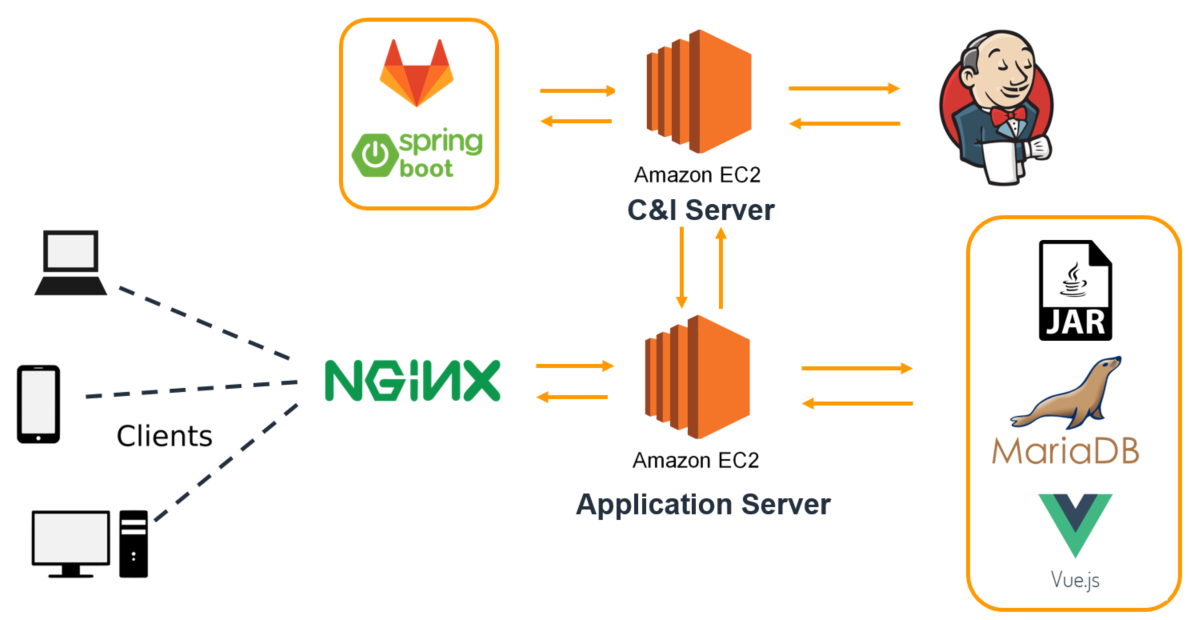 spring
boot
Amazon EC2
C&I Server
JAR
Clients
NGINX
Amazon EC2
Application Server
MariaDB
Vue.js